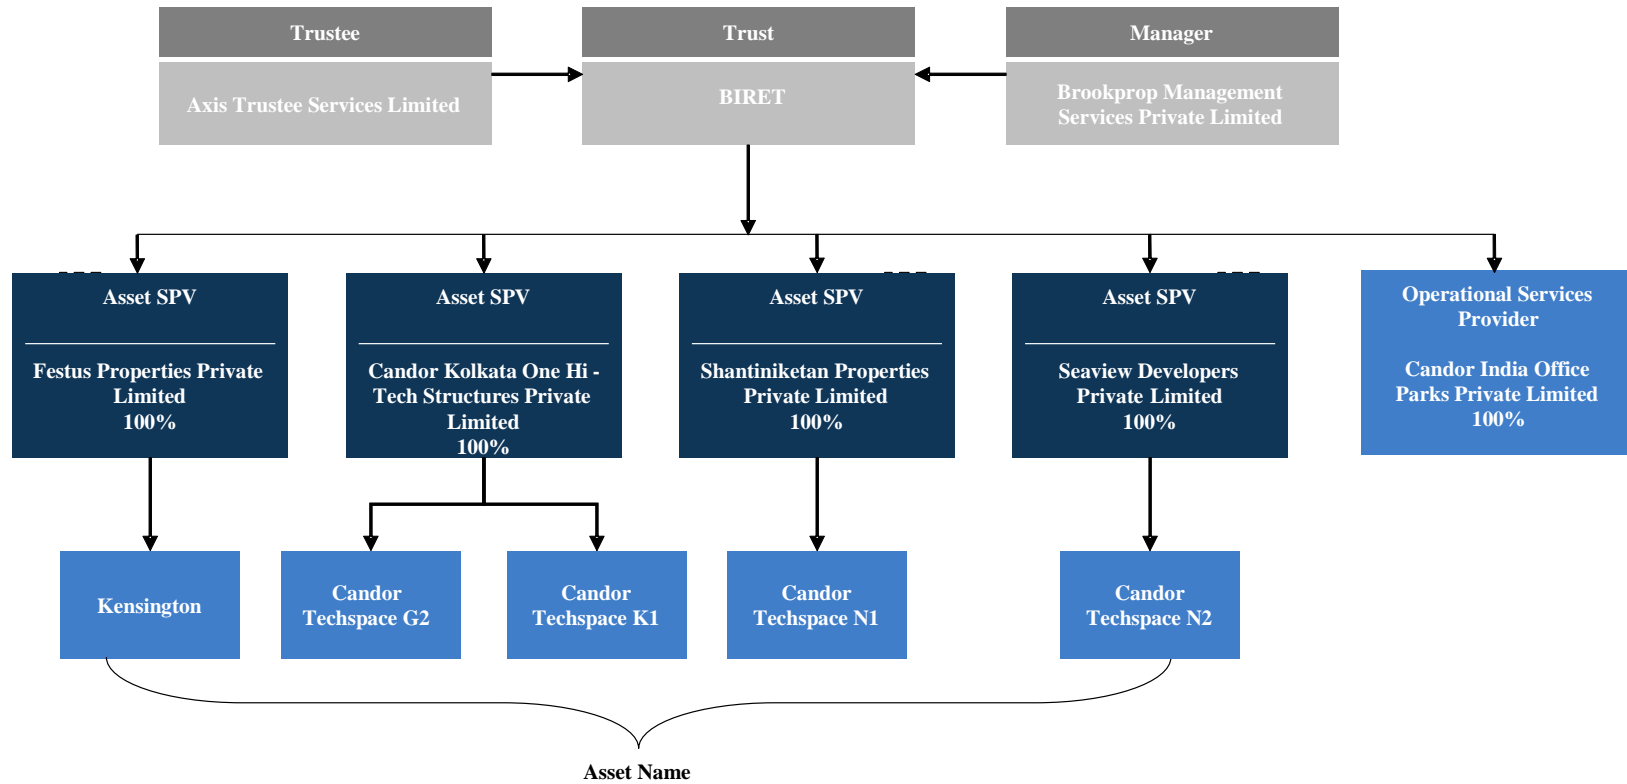 Trustee
Axis Trustee Services Limited
Trust
BIRET
Manager
Brookprop Management
Services Private Limited
Asset SPV
Festus Properties Private
Limited
100%
Asset SPV
Candor Kolkata One Hi -
Tech Structures Private
Limited
100%
Asset SPV
Shantiniketan Properties
Private Limited
100%
Asset SPV
Seaview Developers
Private Limited
100%
Operational Services
Provider
Candor India Office
Parks Private Limited
100%
Kensington
Candor
Techspace G2
Candor
Techspace K1
Candor
Techspace N1
Candor
Techspace N2
Asset Name